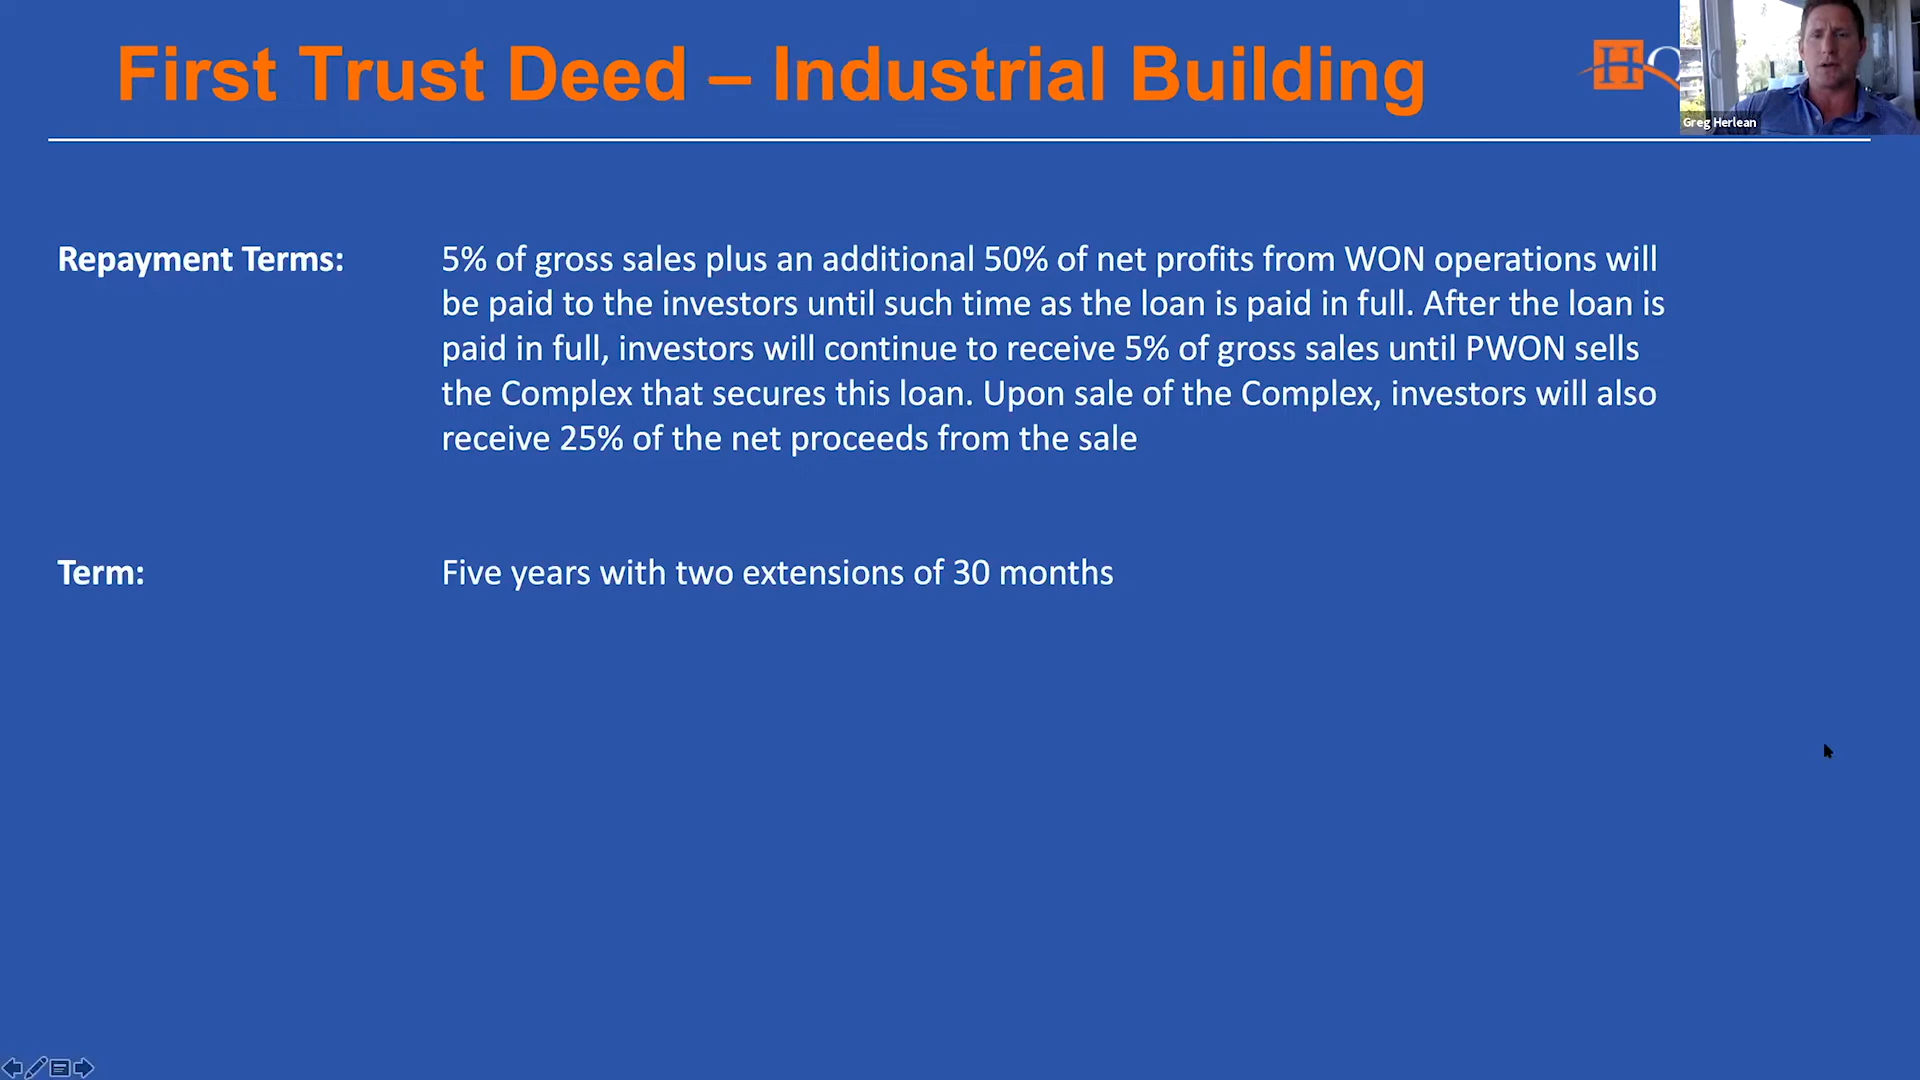 First Trust Deed – Industrial Building
HQ
Greg Herlean
Repayment Terms:
5% of gross sales plus an additional 50% of net profits from WON operations will
be paid to the investors until such time as the loan is paid in full. After the loan is
paid in full, investors will continue to receive 5% of gross sales until PWON sells
the Complex that secures this loan. Upon sale of the Complex, investors will also
receive 25% of the net proceeds from the sale
Term:
Five years with two extensions of 30 months